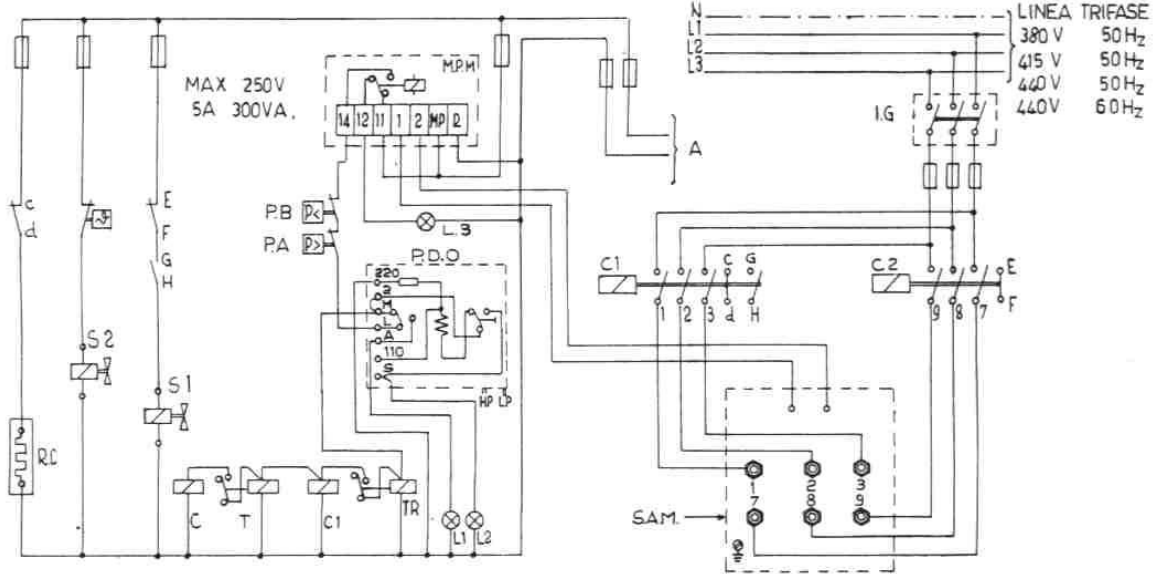 N LINEA TRIFASE
L1 380 V 50 Hz
L2 415 V 50 Hz
L3 440 V 50 Hz
440V 60 Hz
MAX 250V
5A 300VA.
M.P.M
14 12 11 1 2 MP R
I.G
A
c
d
E
F
G
H
P.B P<
P.A P>
L.3
P.D.O
220
2
M
L
A
110
S
HP LP
C1
C G
1 2 3 d H
C2
E
9 8 7 F
S2
S1
R.C
C T C1 TR
L1 L2
1 2 3
7 8 9
S.A.M.